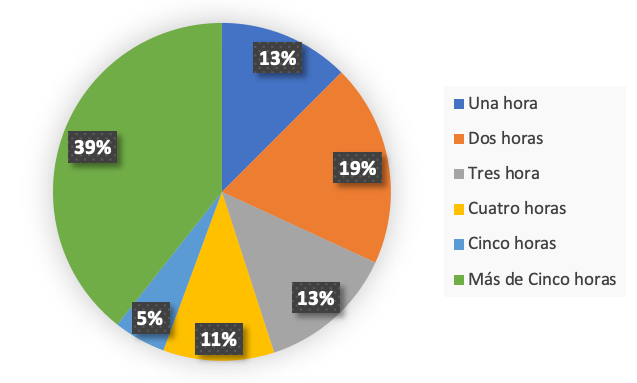 13%
19%
13%
11%
5%
39%
Una hora
Dos horas
Tres hora
Cuatro horas
Cinco horas
Más de Cinco horas